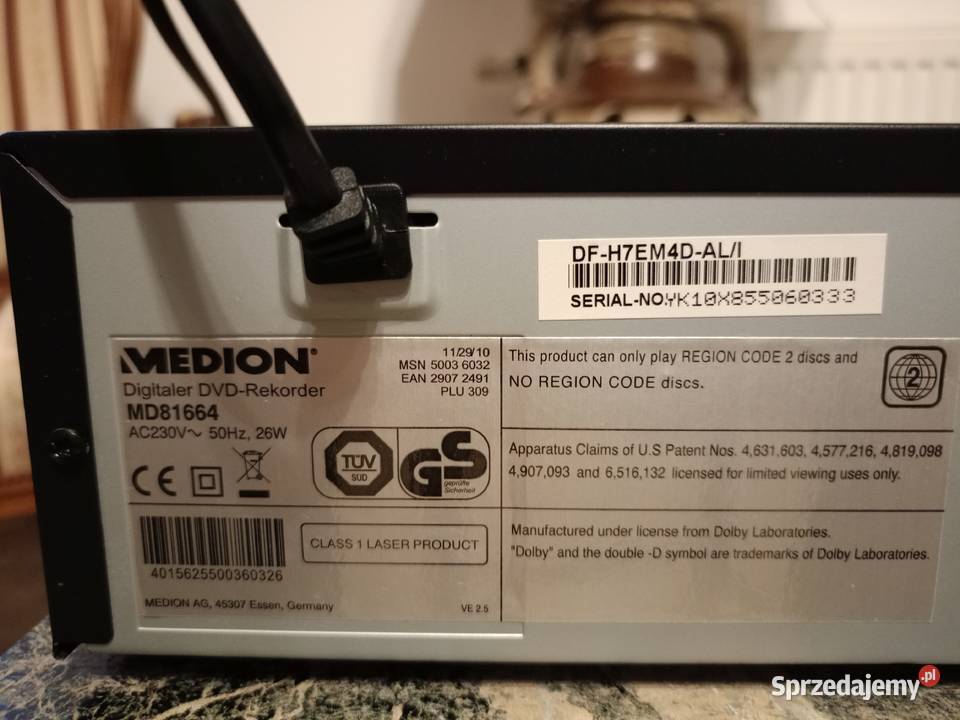 DF-H7EM4D-AL/I
SERIAL-NO.YK10X855060333
MEDION®
Digitaler DVD-Rekorder
MD81664
AC230V~ 50Hz, 26W
11/29/10
MSN 5003 6032
EAN 2907 2491
PLU 309
TÜV
SÜD
GS
geprüfte
Sicherheit
CE
4015625500360326
CLASS 1 LASER PRODUCT
MEDION AG, 45307 Essen, Germany
VE 2.5
This product can only play REGION CODE 2 discs and
NO REGION CODE discs.
2
Apparatus Claims of U.S Patent Nos. 4,631,603, 4,577,216, 4,819,098
4,907,093 and 6,516,132 licensed for limited viewing uses only.
Manufactured under license from Dolby Laboratories.
"Dolby" and the double -D symbol are trademarks of Dolby Laboratories.
Sprzedajemy.pl